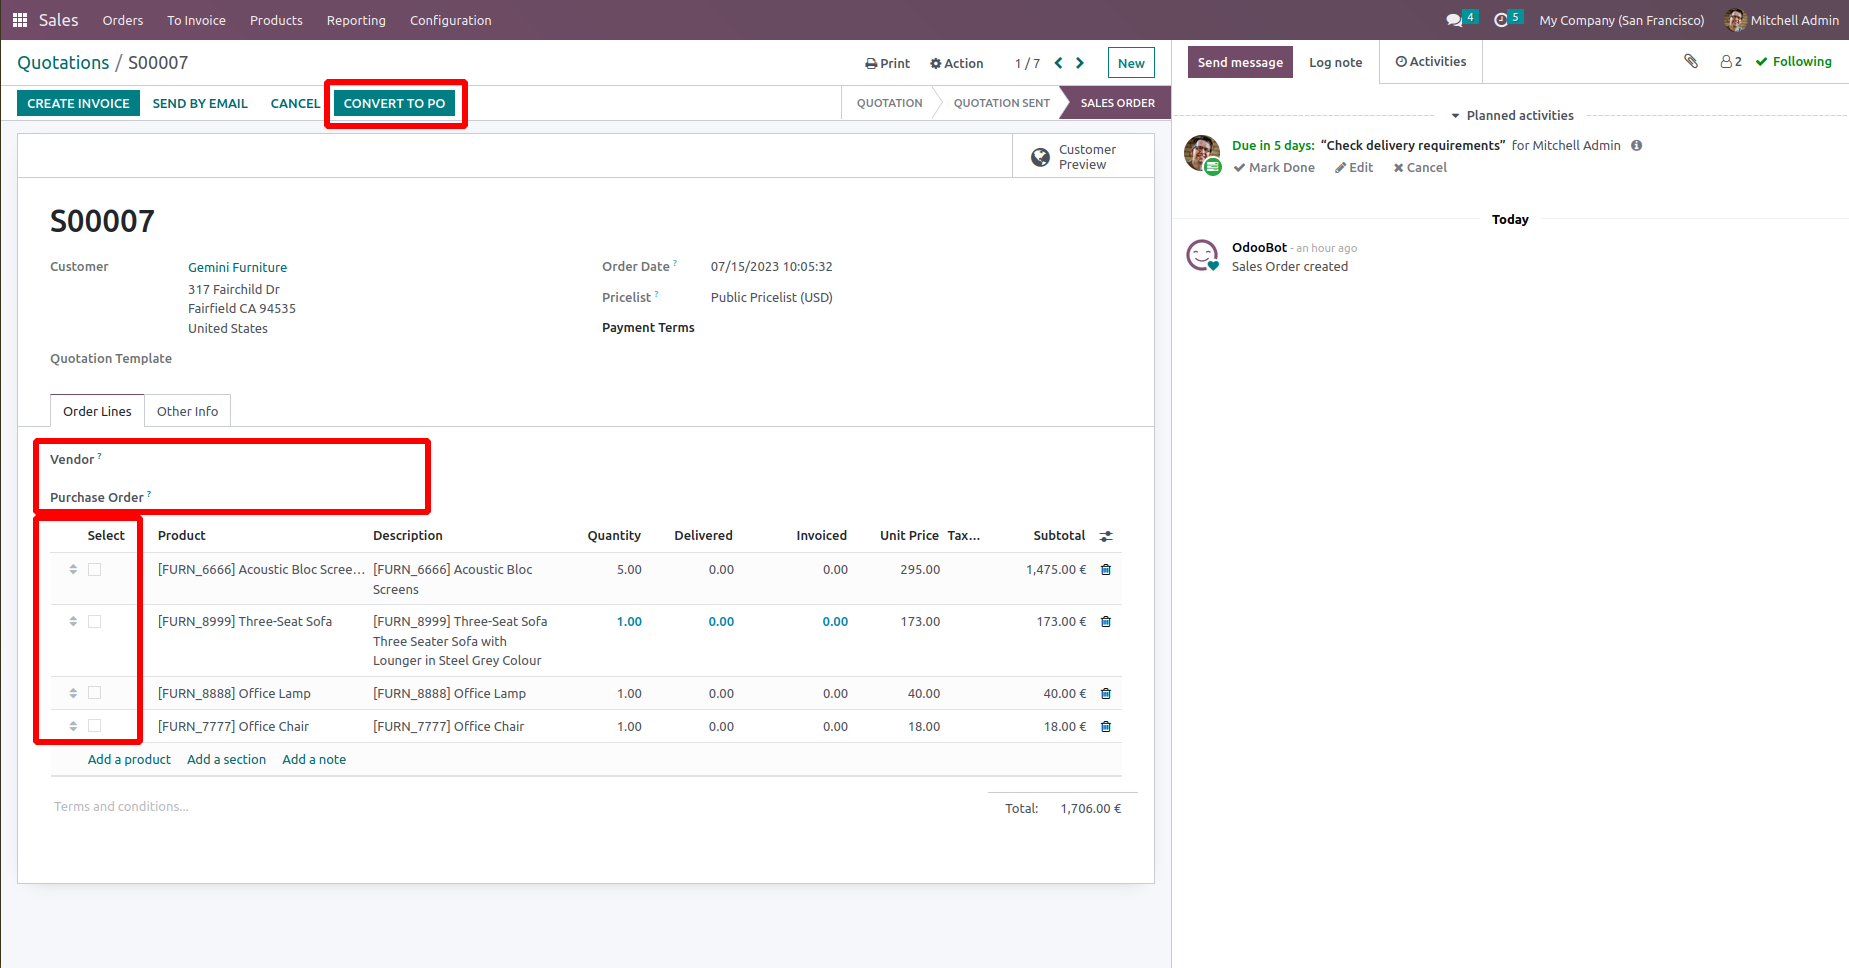 Sales Orders To Invoice Products Reporting Configuration 4 5 My Company (San Francisco) Mitchell Admin
Quotations / S00007 Print Action 1 / 7 New
CREATE INVOICE SEND BY EMAIL CANCEL CONVERT TO PO QUOTATION QUOTATION SENT SALES ORDER
Customer
Preview
S00007
Customer Gemini Furniture
317 Fairchild Dr
Fairfield CA 94535
United States
Order Date ? 07/15/2023 10:05:32
Pricelist ? Public Pricelist (USD)
Payment Terms
Quotation Template
Order Lines Other Info
Vendor ?
Purchase Order ?
Select Product Description Quantity Delivered Invoiced Unit Price Tax... Subtotal
[FURN_6666] Acoustic Bloc Scree... [FURN_6666] Acoustic Bloc 5.00 0.00 0.00 295.00 1,475.00 €
Screens
[FURN_8999] Three-Seat Sofa [FURN_8999] Three-Seat Sofa 1.00 0.00 0.00 173.00 173.00 €
Three Seater Sofa with
Lounger in Steel Grey Colour
[FURN_8888] Office Lamp [FURN_8888] Office Lamp 1.00 0.00 0.00 40.00 40.00 €
[FURN_7777] Office Chair [FURN_7777] Office Chair 1.00 0.00 0.00 18.00 18.00 €
Add a product Add a section Add a note
Terms and conditions...
Total: 1,706.00 €
Send message Log note Activities 2 Following
Planned activities
Due in 5 days: “Check delivery requirements” for Mitchell Admin
Mark Done Edit Cancel
Today
OdooBot - an hour ago
Sales Order created